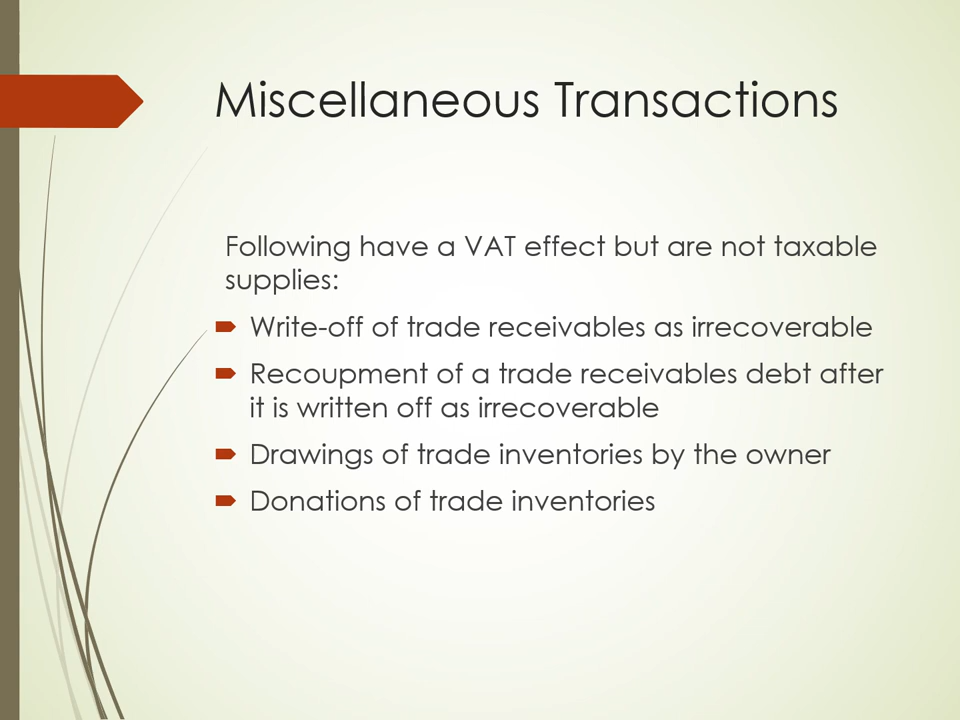 Miscellaneous Transactions
Following have a VAT effect but are not taxable
supplies:
Write-off of trade receivables as irrecoverable
Recoupment of a trade receivables debt after
it is written off as irrecoverable
Drawings of trade inventories by the owner
Donations of trade inventories